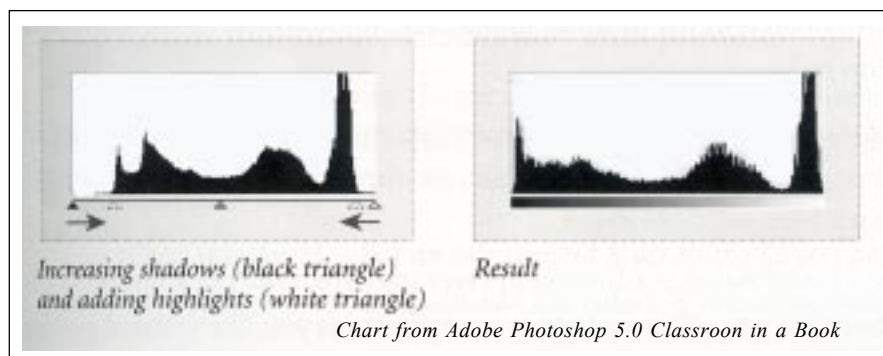 Increasing shadows (black triangle)
and adding highlights (white triangle)
Result
Chart from Adobe Photoshop 5.0 Classroon in a Book